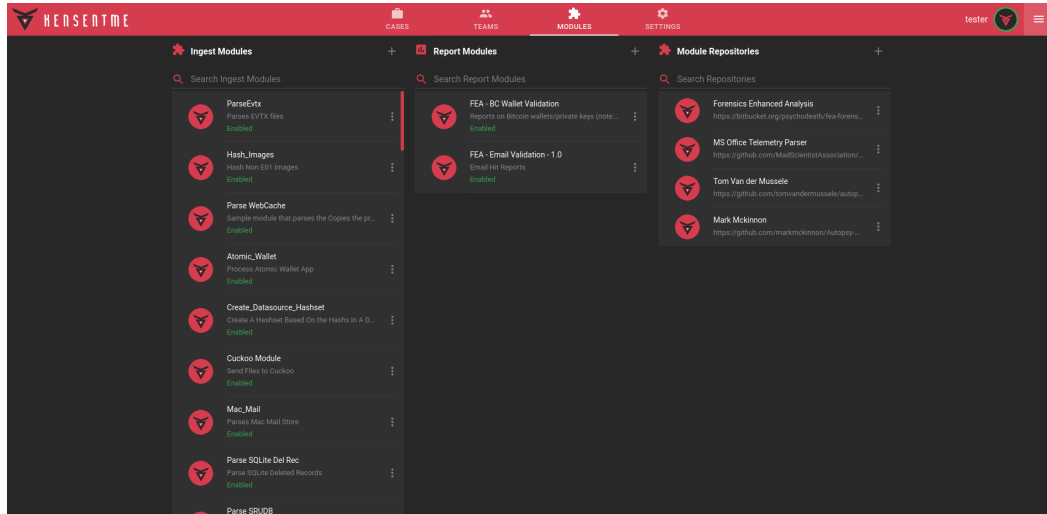 HENSENTME
CASES
TEAMS
MODULES
SETTINGS
tester
Ingest Modules
Search Ingest Modules
ParseEvtx
Parses EVTX files
Enabled
Hash_Images
Hash Non E01 Images
Enabled
Parse WebCache
Sample module that parses the Copies the pr...
Enabled
Atomic_Wallet
Process Atomic Wallet App
Enabled
Create_Datasource_Hashset
Create A Hashset Based On the Hashs In A D...
Enabled
Cuckoo Module
Send Files to Cuckoo
Enabled
Mac_Mail
Parses Mac Mail Store
Enabled
Parse SQLite Del Rec
Parse SQLite Deleted Records
Enabled
Parse SRUDB
Report Modules
Search Report Modules
FEA - BC Wallet Validation
Reports on Bitcoin wallets/private keys (note:...
Enabled
FEA - Email Validation - 1.0
Email Hit Reports
Enabled
Module Repositories
Search Repositories
Forensics Enhanced Analysis
https://bitbucket.org/psychodeath/fea-forens...
MS Office Telemetry Parser
https://github.com/MadScientistAssociation/...
Tom Van der Mussele
https://github.com/tomvandermussele/autop...
Mark Mckinnon
https://github.com/markmckinnon/Autopsy-...